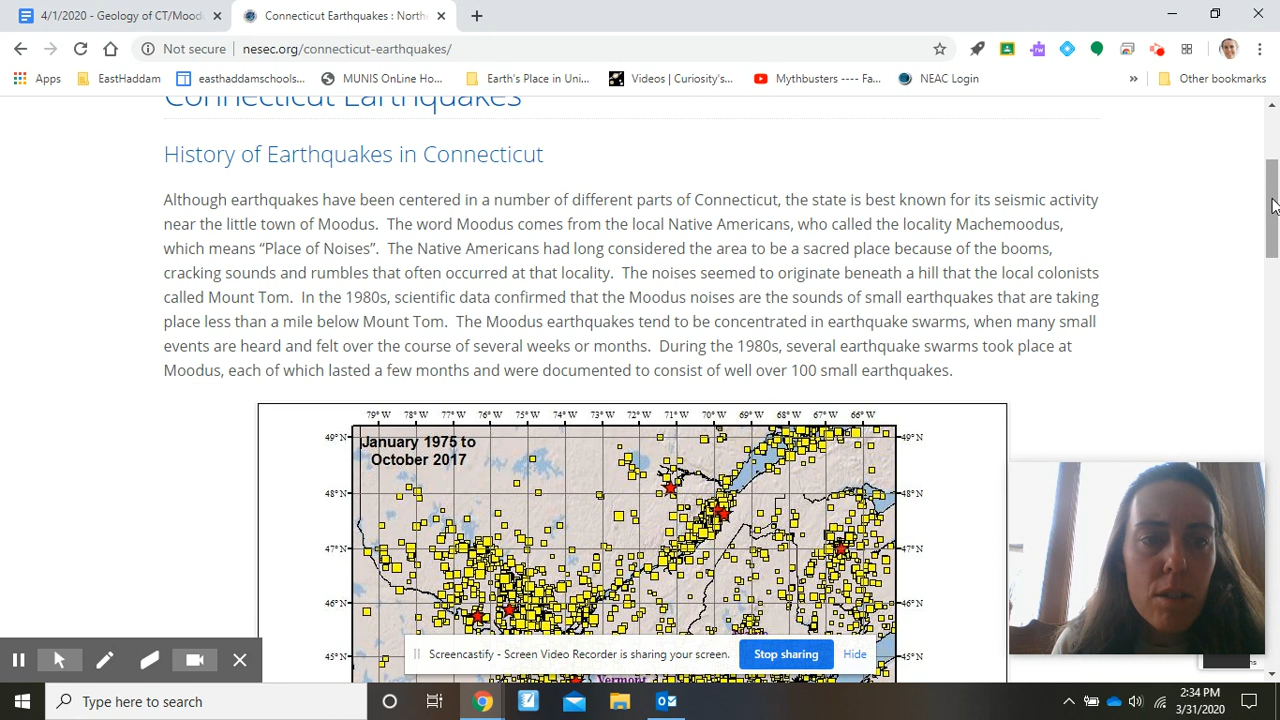 4/1/2020 - Geology of CT/Mood
Connecticut Earthquakes : North
Not secure
nesec.org/connecticut-earthquakes/
Apps
EastHaddam
easthaddamschools...
MUNIS OnLine Ho...
Earth's Place in Uni...
Videos | Curiosity's...
Mythbusters ---- Fa...
NEAC Login
»
Other bookmarks
Connecticut Earthquakes
History of Earthquakes in Connecticut
Although earthquakes have been centered in a number of different parts of Connecticut, the state is best known for its seismic activity
near the little town of Moodus.  The word Moodus comes from the local Native Americans, who called the locality Machemoodus,
which means “Place of Noises”.  The Native Americans had long considered the area to be a sacred place because of the booms,
cracking sounds and rumbles that often occurred at that locality.  The noises seemed to originate beneath a hill that the local colonists
called Mount Tom.  In the 1980s, scientific data confirmed that the Moodus noises are the sounds of small earthquakes that are taking
place less than a mile below Mount Tom.  The Moodus earthquakes tend to be concentrated in earthquake swarms, when many small
events are heard and felt over the course of several weeks or months.  During the 1980s, several earthquake swarms took place at
Moodus, each of which lasted a few months and were documented to consist of well over 100 small earthquakes.
79° W 78° W 77° W 76° W 75° W 74° W 73° W 72° W 71° W 70° W 69° W 68° W 67° W 66° W
January 1975 to
October 2017
49° N 49° N
48° N 48° N
47° N 47° N
46° N 46° N
45° N 45° N
Vermont
Screencastify - Screen Video Recorder is sharing your screen.
Stop sharing
Hide
Type here to search
2:34 PM
3/31/2020